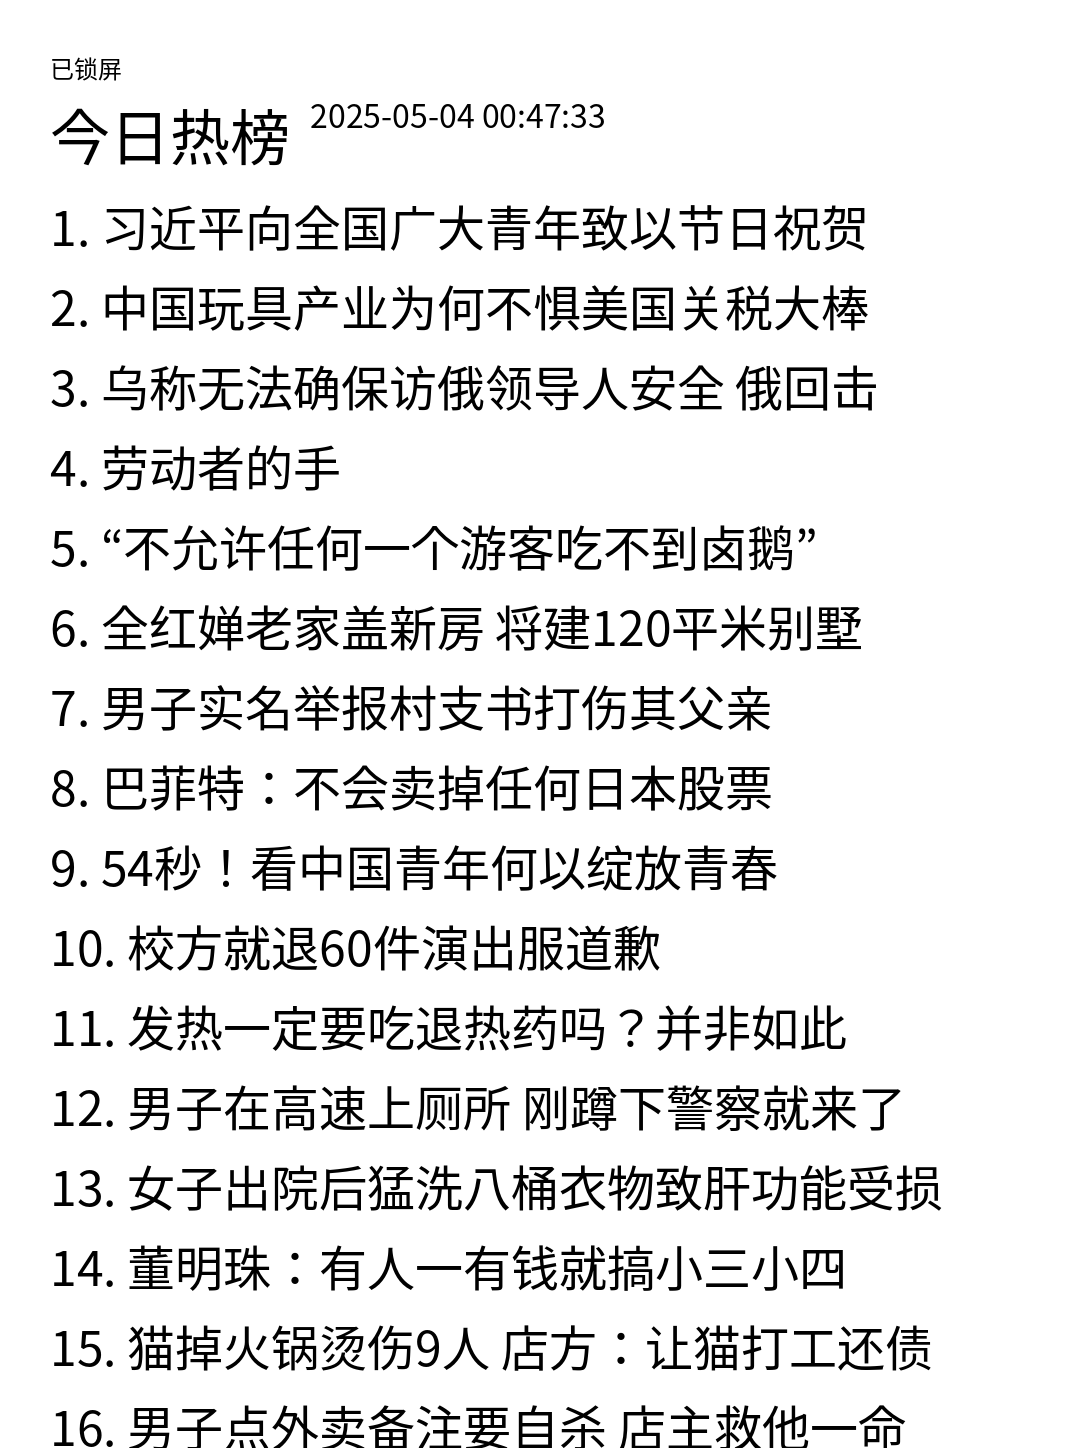 已锁屏
今日热榜 2025-05-04 00:47:33
1. 习近平向全国广大青年致以节日祝贺
2. 中国玩具产业为何不惧美国关税大棒
3. 乌称无法确保访俄领导人安全 俄回击
4. 劳动者的手
5. “不允许任何一个游客吃不到卤鹅”
6. 全红婵老家盖新房 将建120平米别墅
7. 男子实名举报村支书打伤其父亲
8. 巴菲特：不会卖掉任何日本股票
9. 54秒！看中国青年何以绽放青春
10. 校方就退60件演出服道歉
11. 发热一定要吃退热药吗？并非如此
12. 男子在高速上厕所 刚蹲下警察就来了
13. 女子出院后猛洗八桶衣物致肝功能受损
14. 董明珠：有人一有钱就搞小三小四
15. 猫掉火锅烫伤9人 店方：让猫打工还债
16. 男子点外卖备注要自杀 店主救他一命